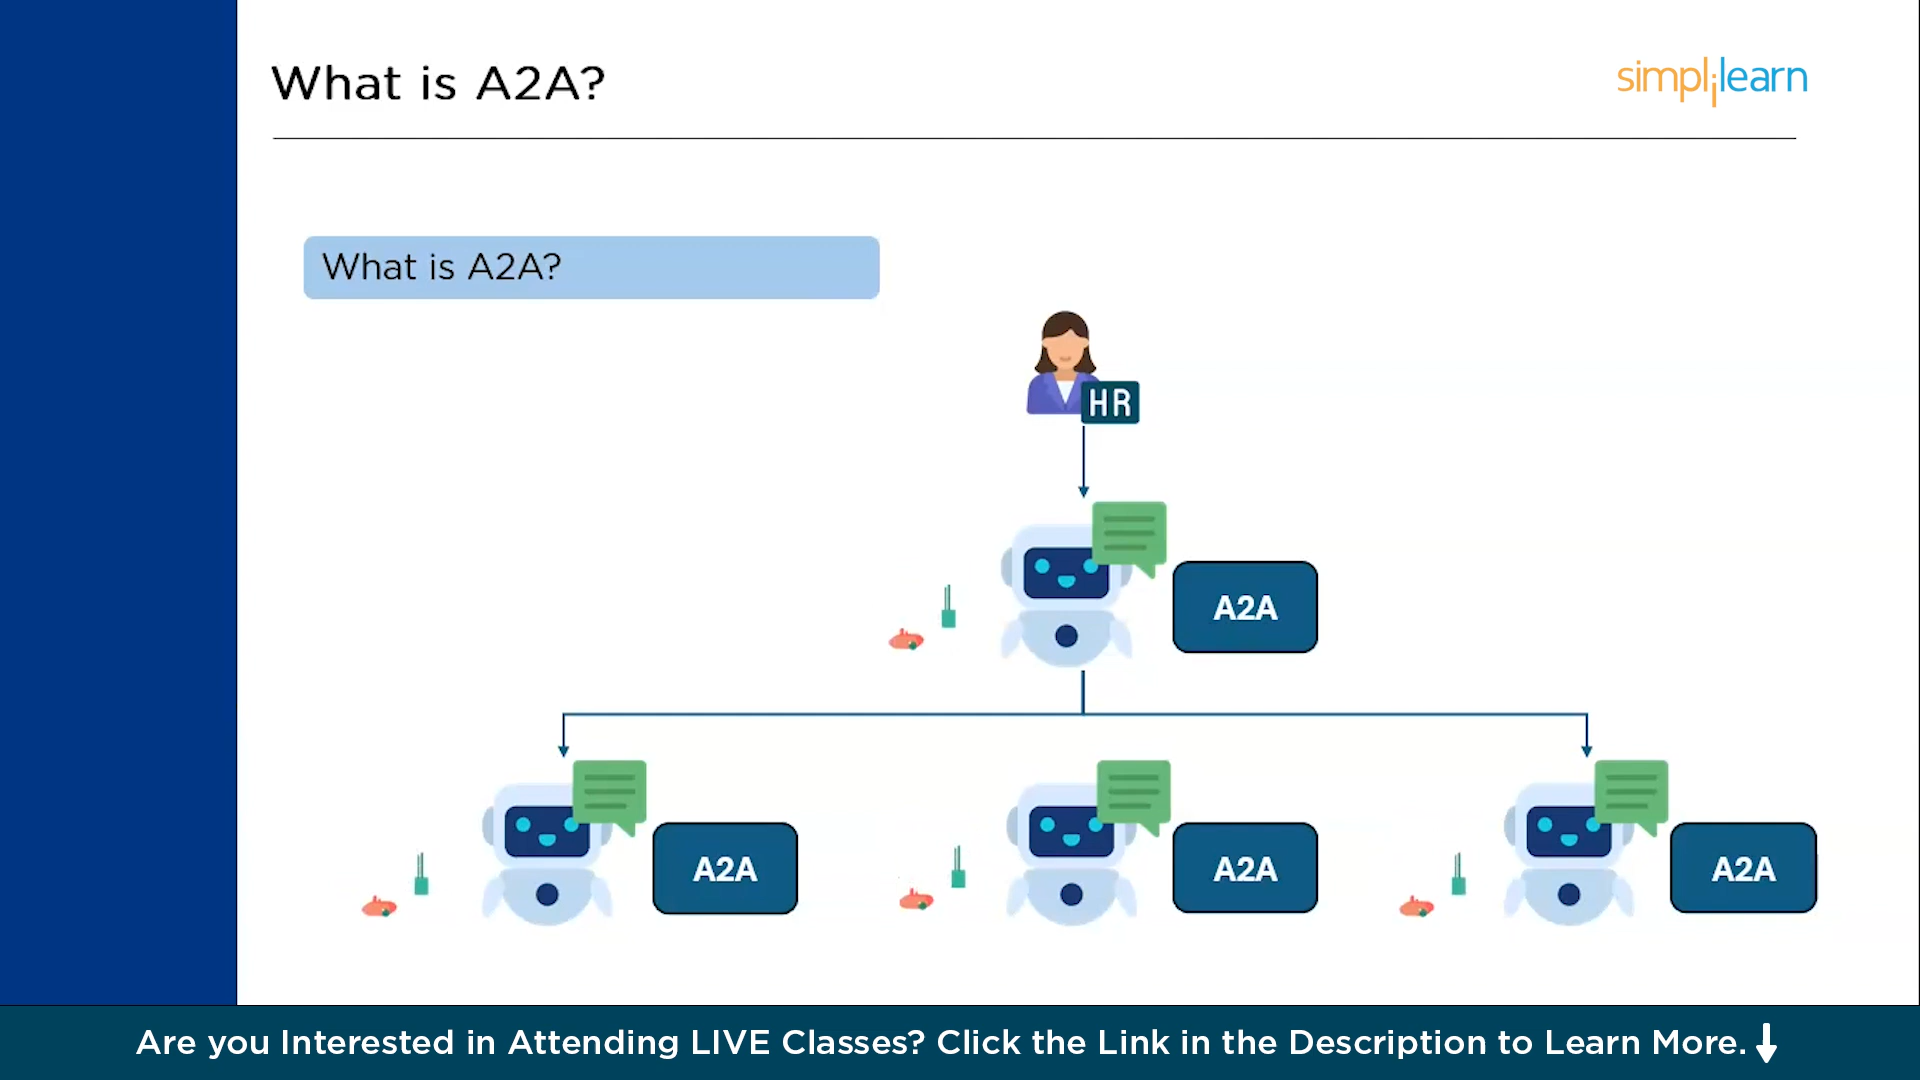 What is A2A?
simplilearn
What is A2A?
HR
A2A
A2A
A2A
A2A
Are you Interested in Attending LIVE Classes? Click the Link in the Description to Learn More.